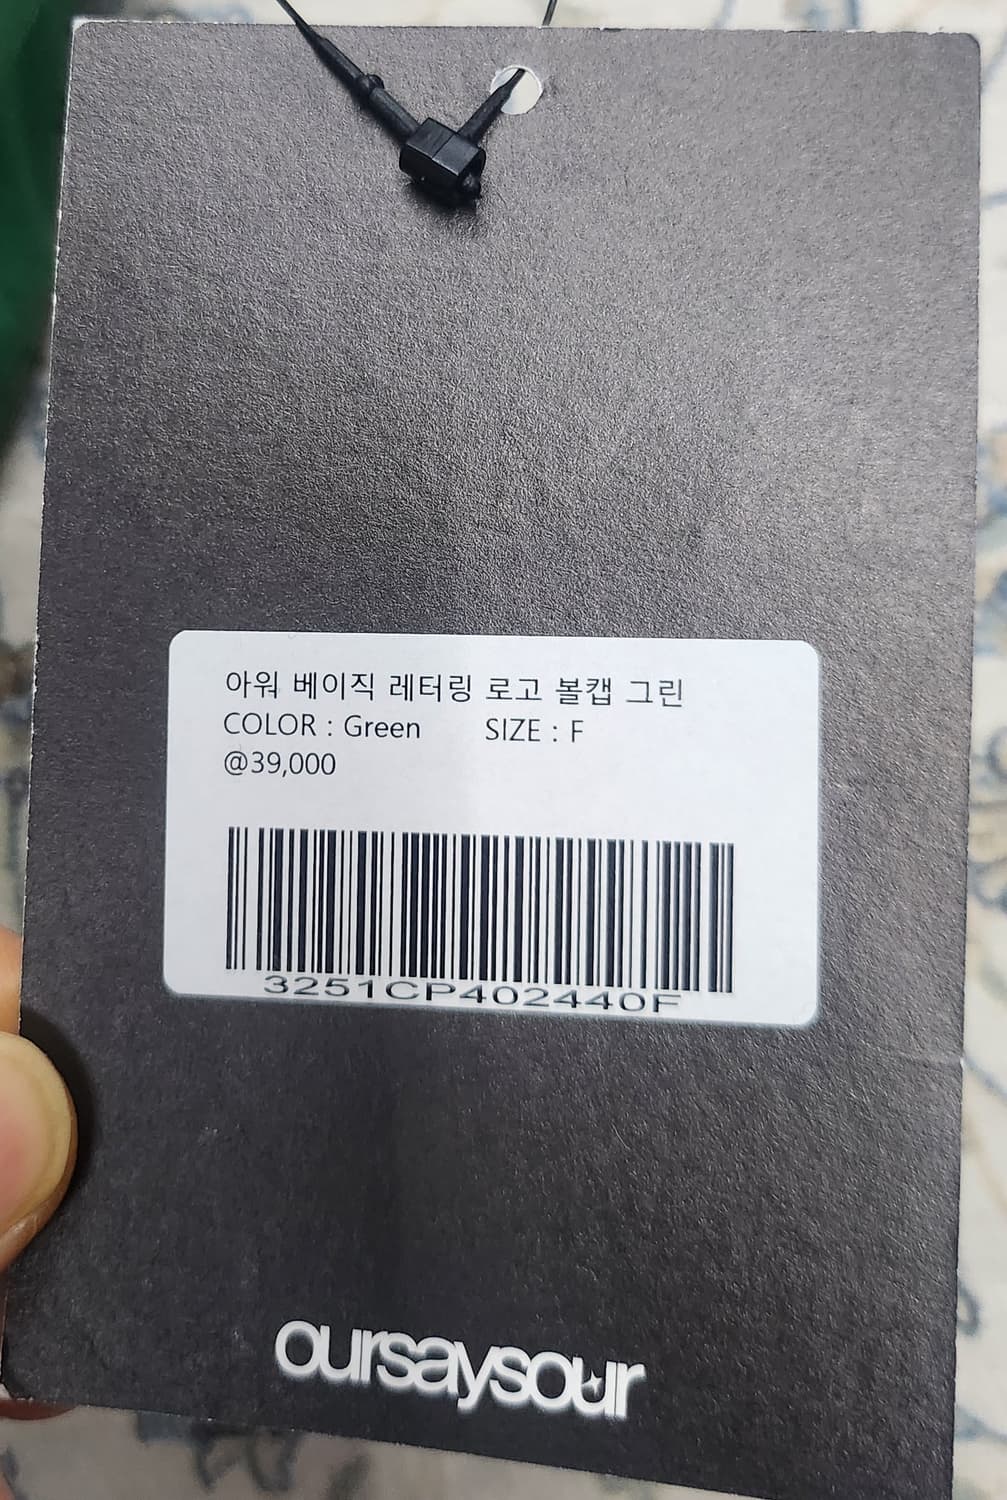 아워 베이직 레터링 로고 볼캡 그린
COLOR : Green SIZE : F
@39,000
3251CP402440F
oursaysour